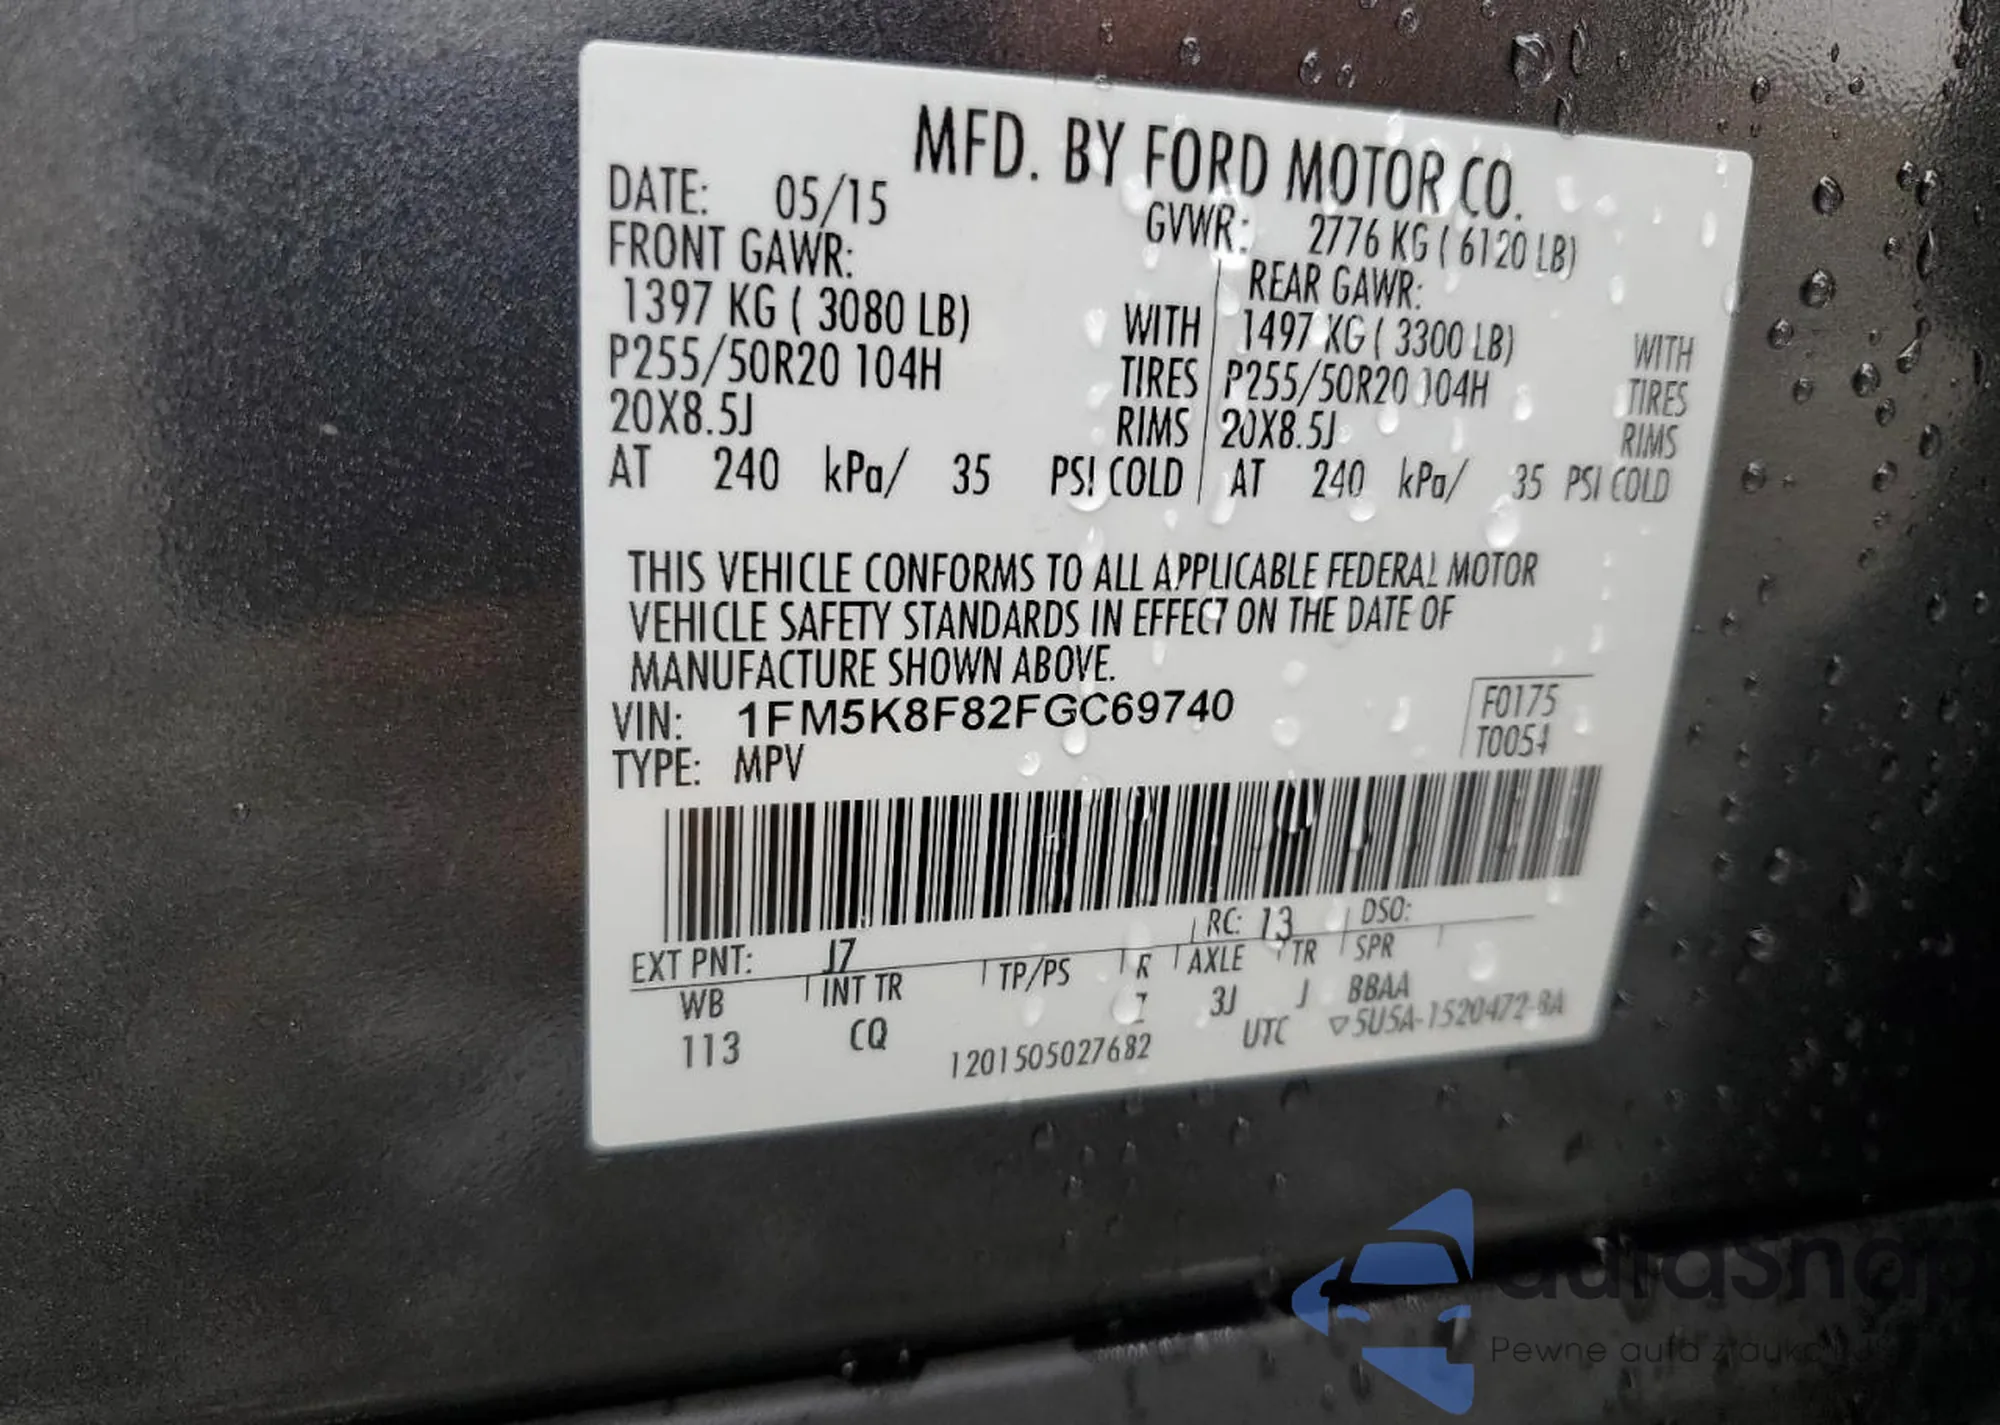 MFD. BY FORD MOTOR CO.
DATE: 05/15 GVWR: 2776 KG ( 6120 LB)
FRONT GAWR: REAR GAWR:
1397 KG ( 3080 LB) WITH 1497 KG ( 3300 LB) WITH
P255/50R20 104H TIRES P255/50R20 104H TIRES
20X8.5J RIMS 20X8.5J RIMS
AT 240 kPa/ 35 PSI COLD AT 240 kPa/ 35 PSI COLD
THIS VEHICLE CONFORMS TO ALL APPLICABLE FEDERAL MOTOR
VEHICLE SAFETY STANDARDS IN EFFECT ON THE DATE OF
MANUFACTURE SHOWN ABOVE.
VIN: 1FM5K8F82FGC69740 F0175
TYPE: MPV T0054
EXT PNT: J7 RC: 13 DSO:
WB INT TR TP/PS R AXLE TR SPR
113 CQ 3J J BBAA
1201505027682 UTC ▽5U5A-1520472-BA
autasnap
Pewne auta z